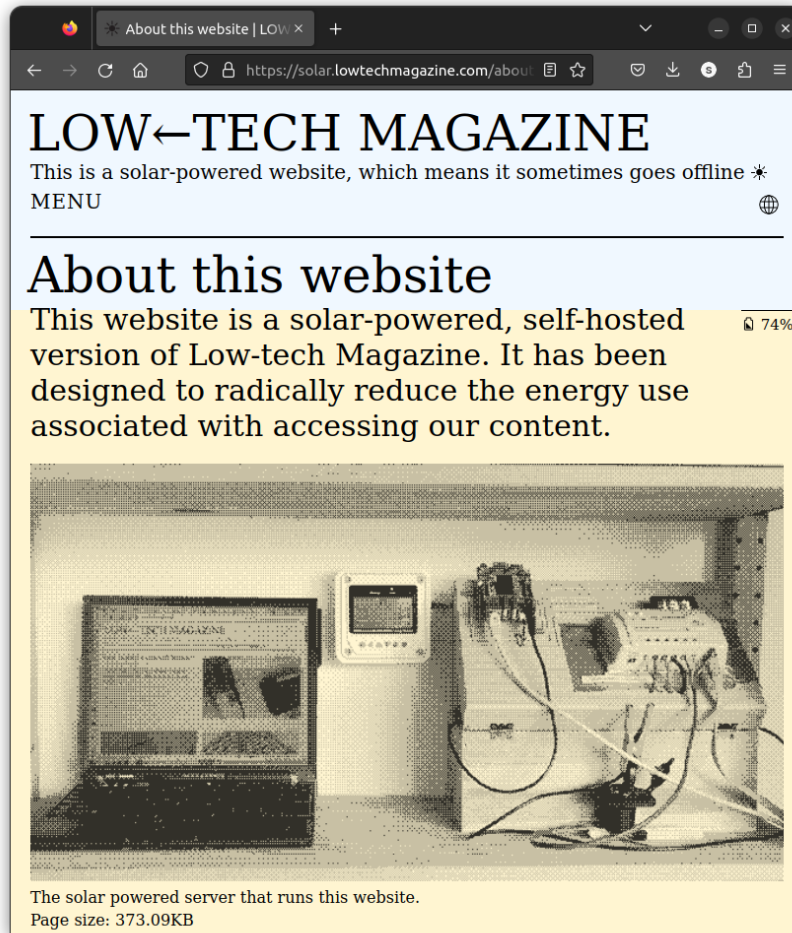 About this website | LOW
https://solar.lowtechmagazine.com/about
S
LOW←TECH MAGAZINE
This is a solar-powered website, which means it sometimes goes offline ☀
MENU
About this website
This website is a solar-powered, self-hosted
version of Low-tech Magazine. It has been
designed to radically reduce the energy use
associated with accessing our content.
74%
LOW←TECH MAGAZINE
The solar powered server that runs this website.
Page size: 373.09KB